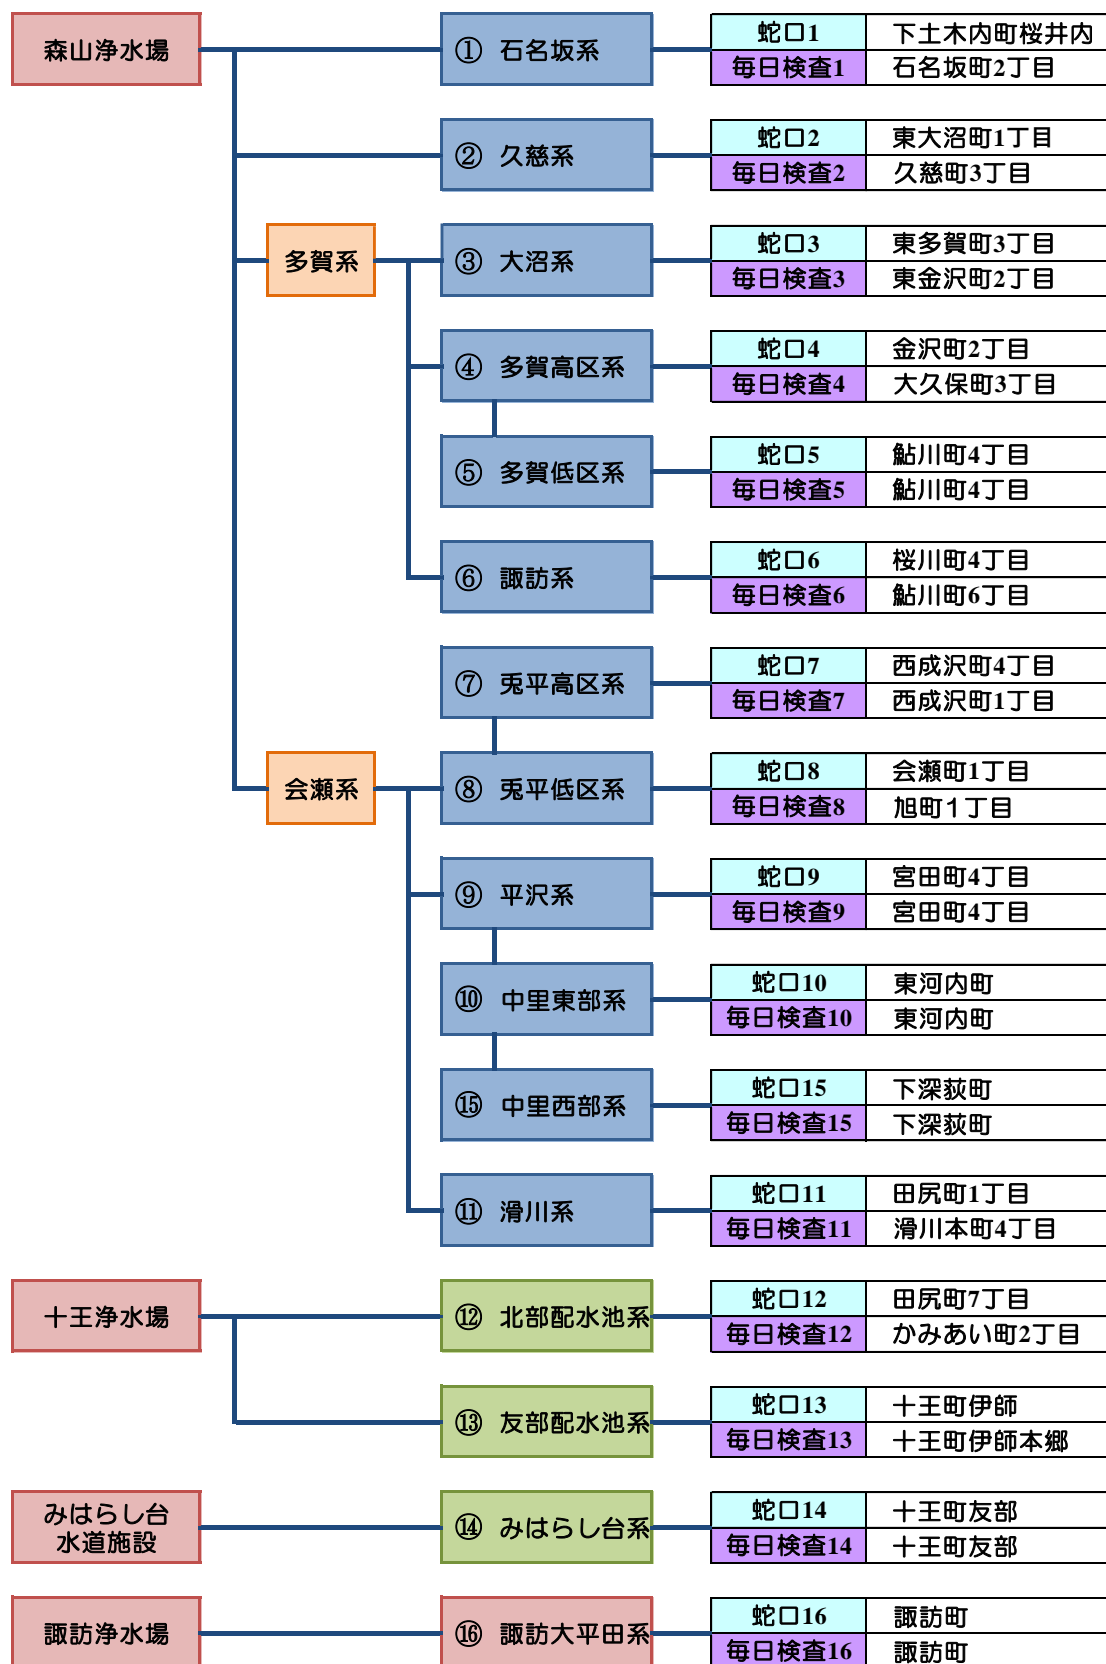 森山浄水場
① 石名坂系
蛇口1 下土木内町桜井内
毎日検査1 石名坂町2丁目
② 久慈系
蛇口2 東大沼町1丁目
毎日検査2 久慈町3丁目
多賀系
③ 大沼系
蛇口3 東多賀町3丁目
毎日検査3 東金沢町2丁目
④ 多賀高区系
蛇口4 金沢町2丁目
毎日検査4 大久保町3丁目
⑤ 多賀低区系
蛇口5 鮎川町4丁目
毎日検査5 鮎川町4丁目
⑥ 諏訪系
蛇口6 桜川町4丁目
毎日検査6 鮎川町6丁目
⑦ 兎平高区系
蛇口7 西成沢町4丁目
毎日検査7 西成沢町1丁目
会瀬系
⑧ 兎平低区系
蛇口8 会瀬町1丁目
毎日検査8 旭町１丁目
⑨ 平沢系
蛇口9 宮田町4丁目
毎日検査9 宮田町4丁目
⑩ 中里東部系
蛇口10 東河内町
毎日検査10 東河内町
⑮ 中里西部系
蛇口15 下深荻町
毎日検査15 下深荻町
⑪ 滑川系
蛇口11 田尻町1丁目
毎日検査11 滑川本町4丁目
十王浄水場
⑫ 北部配水池系
蛇口12 田尻町7丁目
毎日検査12 かみあい町2丁目
⑬ 友部配水池系
蛇口13 十王町伊師
毎日検査13 十王町伊師本郷
みはらし台
水道施設
⑭ みはらし台系
蛇口14 十王町友部
毎日検査14 十王町友部
諏訪浄水場
⑯ 諏訪大平田系
蛇口16 諏訪町
毎日検査16 諏訪町